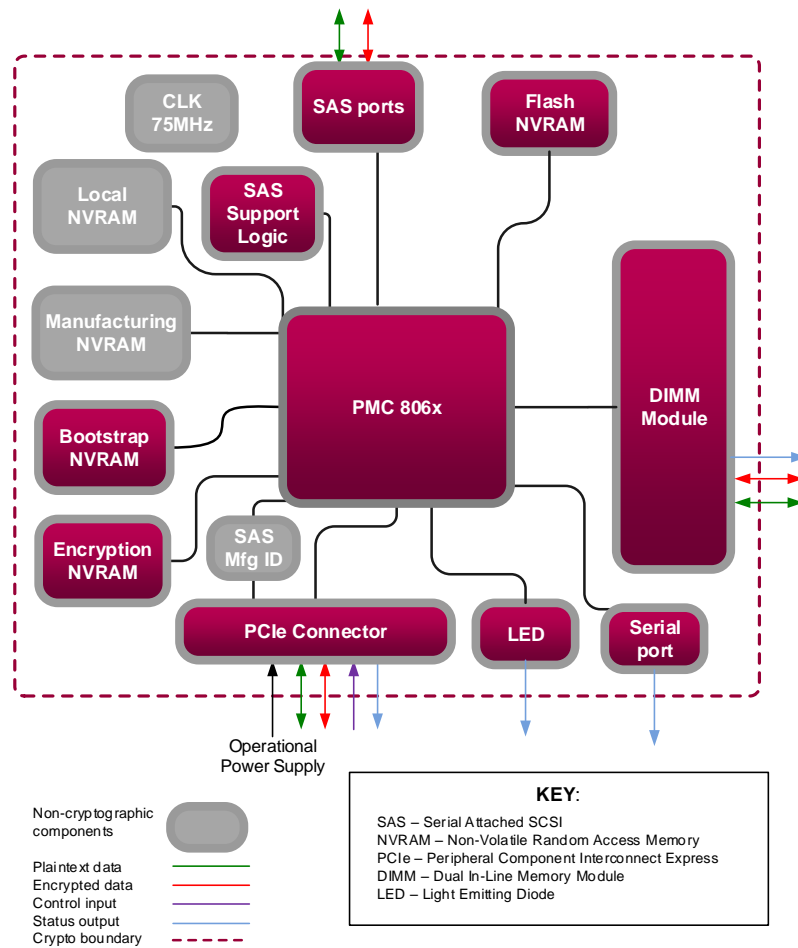 CLK
75MHz
SAS ports
Flash
NVRAM
Local
NVRAM
SAS
Support
Logic
Manufacturing
NVRAM
PMC 806x
DIMM
Module
Bootstrap
NVRAM
Encryption
NVRAM
SAS
Mfg ID
PCIe Connector
LED
Serial
port
Operational
Power Supply
Non-cryptographic
components
Plaintext data
Encrypted data
Control input
Status output
Crypto boundary
KEY:
SAS – Serial Attached SCSI
NVRAM – Non-Volatile Random Access Memory
PCIe – Peripheral Component Interconnect Express
DIMM – Dual In-Line Memory Module
LED – Light Emitting Diode